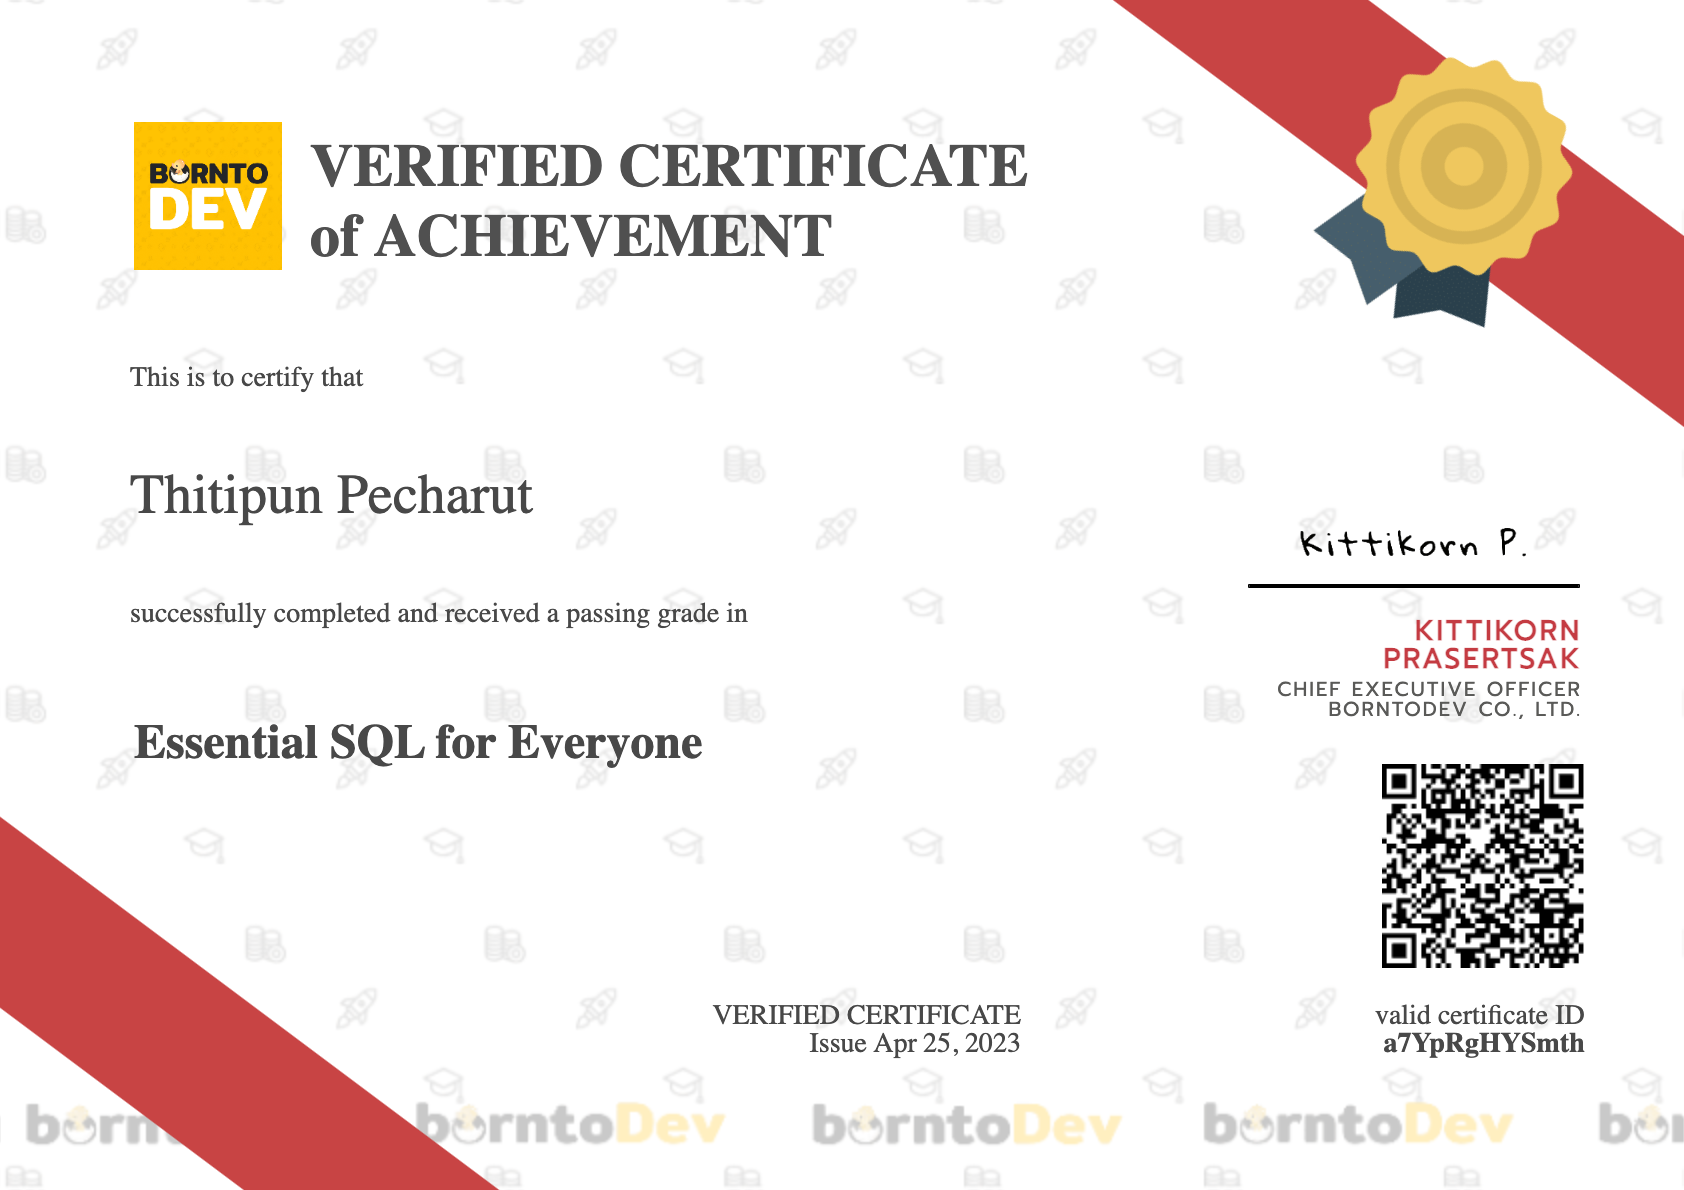 BORNTO
DEV
VERIFIED CERTIFICATE
of ACHIEVEMENT
This is to certify that
Thitipun Pecharut
successfully completed and received a passing grade in
Essential SQL for Everyone
Kittikorn P.
KITTIKORN
PRASERTSAK
CHIEF EXECUTIVE OFFICER
BORNTODEV CO., LTD.
VERIFIED CERTIFICATE
Issue Apr 25, 2023
valid certificate ID
a7YpRgHYSmth
born borntoDev borntoDev borntoDev bor